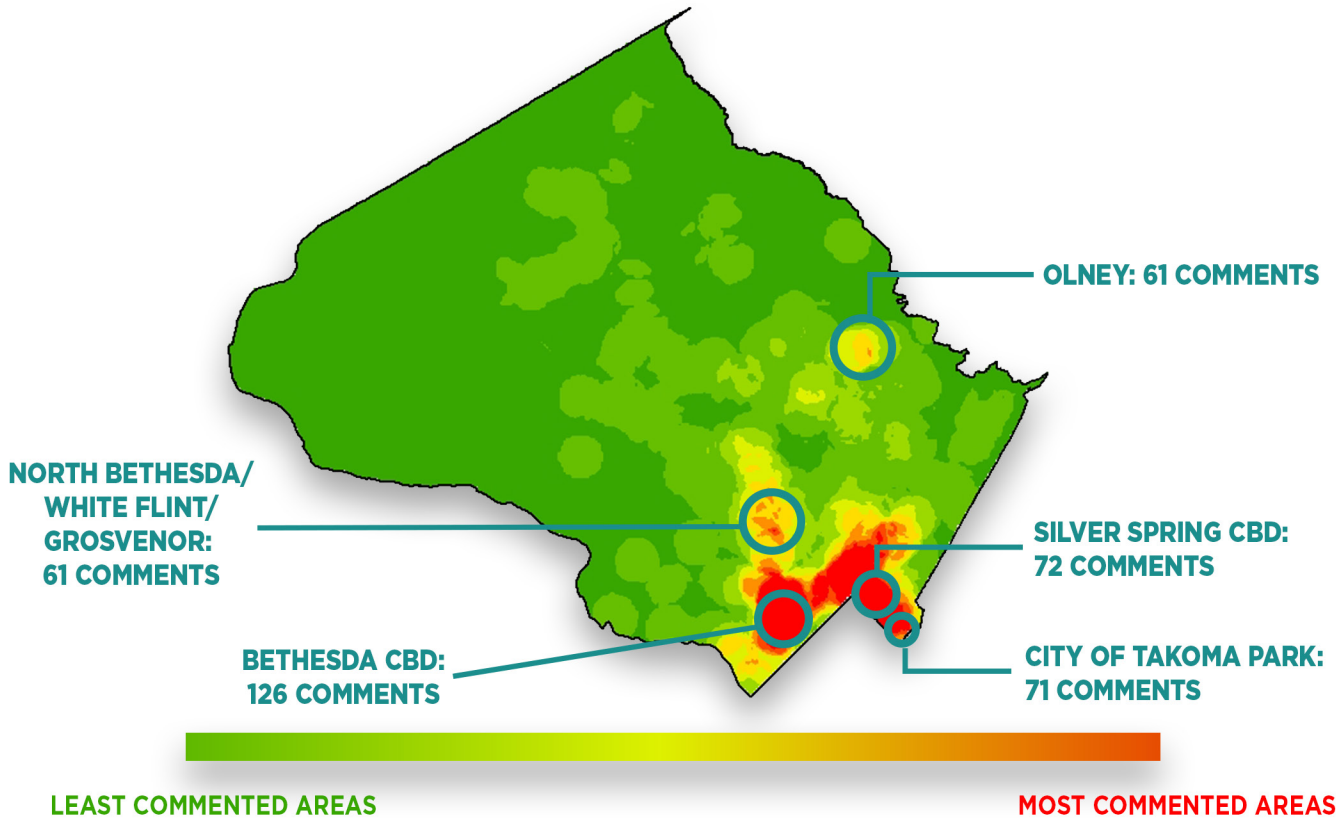 OLNEY: 61 COMMENTS
NORTH BETHESDA/
WHITE FLINT/
GROSVENOR:
61 COMMENTS
SILVER SPRING CBD:
72 COMMENTS
BETHESDA CBD:
126 COMMENTS
CITY OF TAKOMA PARK:
71 COMMENTS
LEAST COMMENTED AREAS
MOST COMMENTED AREAS